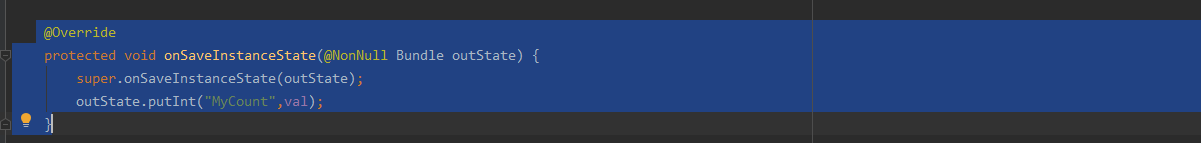 @Override
protected void onSaveInstanceState(@NonNull Bundle outState) {
super.onSaveInstanceState(outState);
outState.putInt("MyCount",val);
}